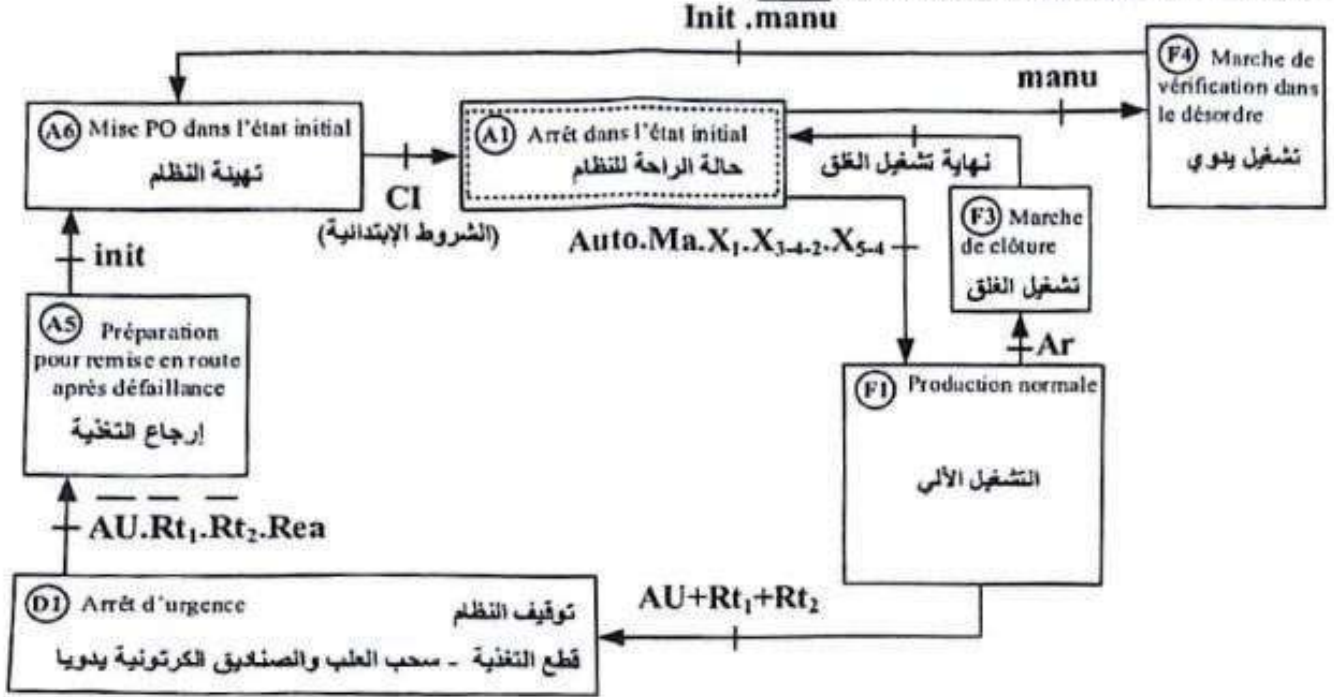 Init .manu
F4 Marche de
vérification dans
le désordre
تشغيل يدوي
manu
A6 Mise PO dans l'état initial
تهيئة النظام
CI
(الشروط الإبتدائية)
A1 Arrêt dans l'état initial
حالة الراحة للنظام
نهاية تشغيل الغلق
F3 Marche
de clôture
تشغيل الغلق
Auto.Ma.X₁.X₃₋₄₋₂.X₅₋₄
init
A5 Préparation
pour remise en route
après défaillance
إرجاع التغذية
Ar
F1 Production normale
التشغيل الألي
A̅U̅.R̅t̅₁.R̅t̅₂.Rea
D1 Arrêt d'urgence
توقيف النظام
قطع التغذية - سحب العلب والصناديق الكرتونية يدويا
AU+Rt₁+Rt₂